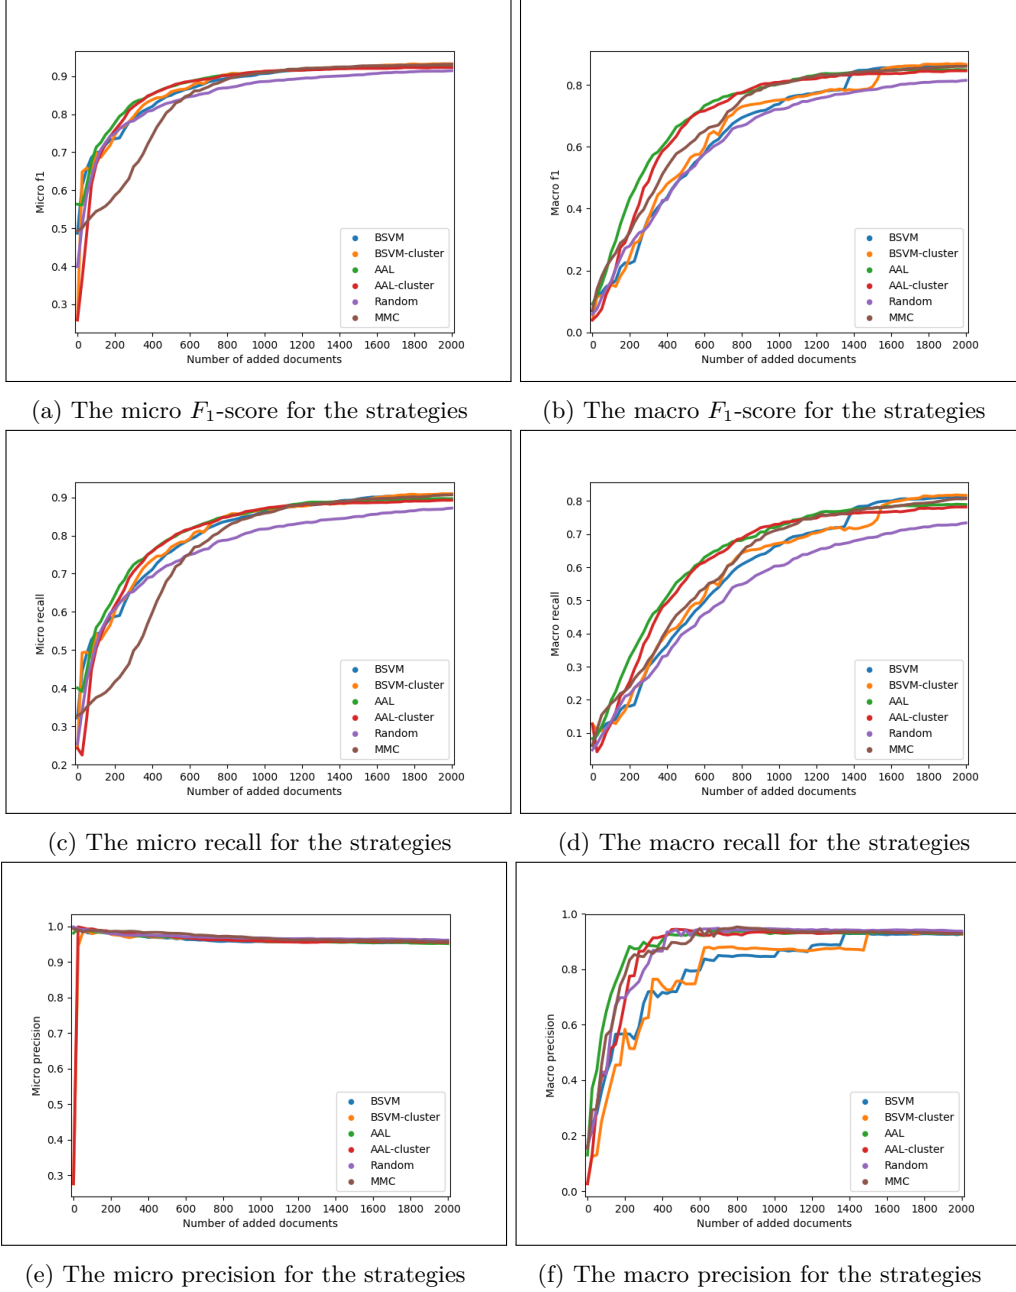 0.9
0.8
0.7
0.6
0.5
0.4
0.3
Micro f1
BSVM
BSVM-cluster
AAL
AAL-cluster
Random
MMC
0 200 400 600 800 1000 1200 1400 1600 1800 2000
Number of added documents
(a) The micro F₁-score for the strategies
0.8
0.6
0.4
0.2
0.0
Macro f1
BSVM
BSVM-cluster
AAL
AAL-cluster
Random
MMC
0 200 400 600 800 1000 1200 1400 1600 1800 2000
Number of added documents
(b) The macro F₁-score for the strategies
0.9
0.8
0.7
0.6
0.5
0.4
0.3
0.2
Micro recall
BSVM
BSVM-cluster
AAL
AAL-cluster
Random
MMC
0 200 400 600 800 1000 1200 1400 1600 1800 2000
Number of added documents
(c) The micro recall for the strategies
0.8
0.7
0.6
0.5
0.4
0.3
0.2
0.1
Macro recall
BSVM
BSVM-cluster
AAL
AAL-cluster
Random
MMC
0 200 400 600 800 1000 1200 1400 1600 1800 2000
Number of added documents
(d) The macro recall for the strategies
1.0
0.9
0.8
0.7
0.6
0.5
0.4
0.3
Micro precision
BSVM
BSVM-cluster
AAL
AAL-cluster
Random
MMC
0 200 400 600 800 1000 1200 1400 1600 1800 2000
Number of added documents
(e) The micro precision for the strategies
1.0
0.8
0.6
0.4
0.2
0.0
Macro precision
BSVM
BSVM-cluster
AAL
AAL-cluster
Random
MMC
0 200 400 600 800 1000 1200 1400 1600 1800 2000
Number of added documents
(f) The macro precision for the strategies